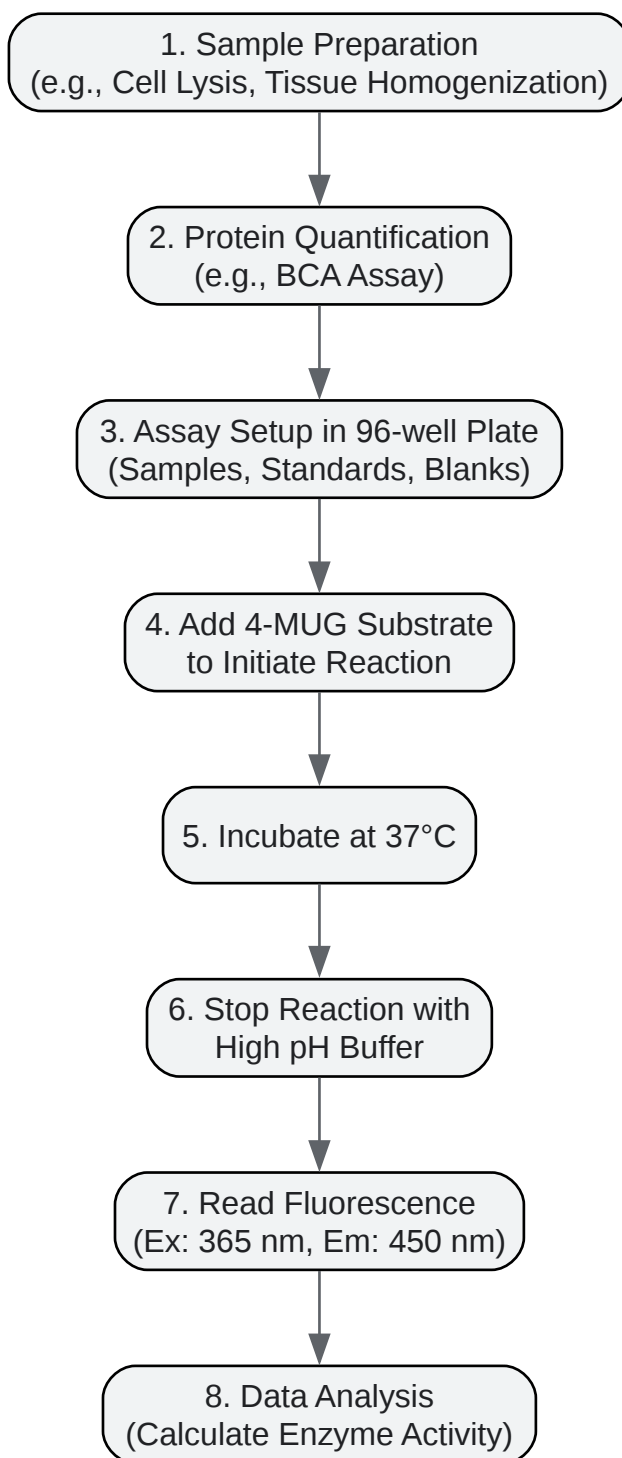 1. Sample Preparation
(e.g., Cell Lysis, Tissue Homogenization)
2. Protein Quantification
(e.g., BCA Assay)
3. Assay Setup in 96-well Plate
(Samples, Standards, Blanks)
4. Add 4-MUG Substrate
to Initiate Reaction
5. Incubate at 37°C
6. Stop Reaction with
High pH Buffer
7. Read Fluorescence
(Ex: 365 nm, Em: 450 nm)
8. Data Analysis
(Calculate Enzyme Activity)